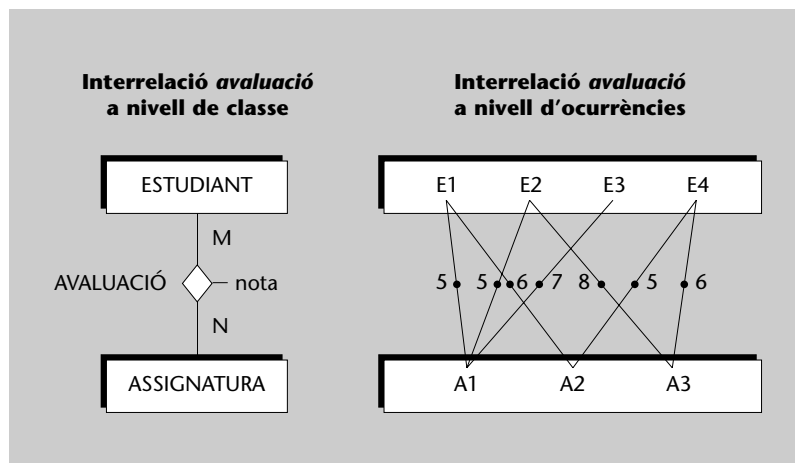 Interrelació avaluació
a nivell de classe
ESTUDIANT
M
AVALUACIÓ nota
N
ASSIGNATURA
Interrelació avaluació
a nivell d'ocurrències
E1 E2 E3 E4
5 5 6 7 8 5 6
A1 A2 A3